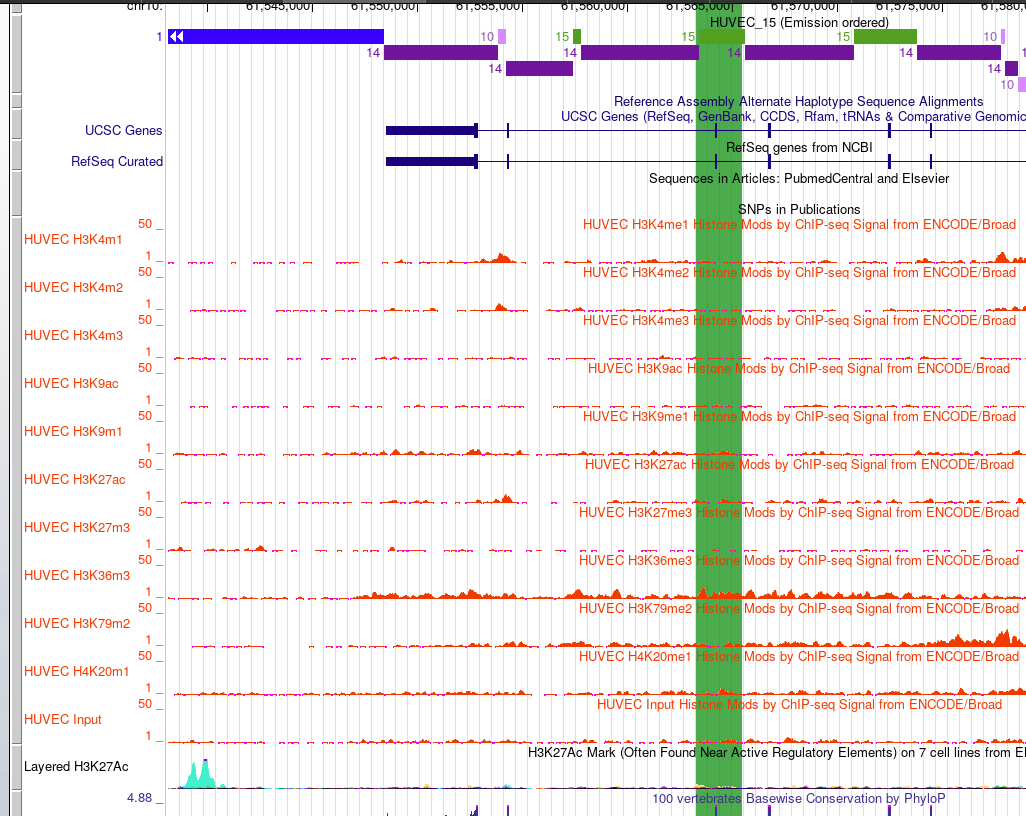 chr10: 61,545,000 61,550,000 61,555,000 61,560,000 61,565,000 61,570,000 61,575,000 61,580,0
HUVEC_15 (Emission ordered)
1 10 15 15 15 10
14 14 14 14 1
14 14
10
Reference Assembly Alternate Haplotype Sequence Alignments
UCSC Genes (RefSeq, GenBank, CCDS, Rfam, tRNAs & Comparative Genomic
UCSC Genes
RefSeq genes from NCBI
RefSeq Curated
Sequences in Articles: PubmedCentral and Elsevier
SNPs in Publications
50 _
HUVEC H3K4me1 Histone Mods by ChIP-seq Signal from ENCODE/Broad
HUVEC H3K4m1
1 _
50 _
HUVEC H3K4me2 Histone Mods by ChIP-seq Signal from ENCODE/Broad
HUVEC H3K4m2
1 _
50 _
HUVEC H3K4me3 Histone Mods by ChIP-seq Signal from ENCODE/Broad
HUVEC H3K4m3
1 _
50 _
HUVEC H3K9ac Histone Mods by ChIP-seq Signal from ENCODE/Broad
HUVEC H3K9ac
1 _
50 _
HUVEC H3K9me1 Histone Mods by ChIP-seq Signal from ENCODE/Broad
HUVEC H3K9m1
1 _
50 _
HUVEC H3K27ac Histone Mods by ChIP-seq Signal from ENCODE/Broad
HUVEC H3K27ac
1 _
50 _
HUVEC H3K27me3 Histone Mods by ChIP-seq Signal from ENCODE/Broad
HUVEC H3K27m3
1 _
50 _
HUVEC H3K36me3 Histone Mods by ChIP-seq Signal from ENCODE/Broad
HUVEC H3K36m3
1 _
50 _
HUVEC H3K79me2 Histone Mods by ChIP-seq Signal from ENCODE/Broad
HUVEC H3K79m2
1 _
50 _
HUVEC H4K20me1 Histone Mods by ChIP-seq Signal from ENCODE/Broad
HUVEC H4K20m1
1 _
50 _
HUVEC Input Histone Mods by ChIP-seq Signal from ENCODE/Broad
HUVEC Input
1 _
H3K27Ac Mark (Often Found Near Active Regulatory Elements) on 7 cell lines from E
Layered H3K27Ac
4.88 _
100 vertebrates Basewise Conservation by PhyloP